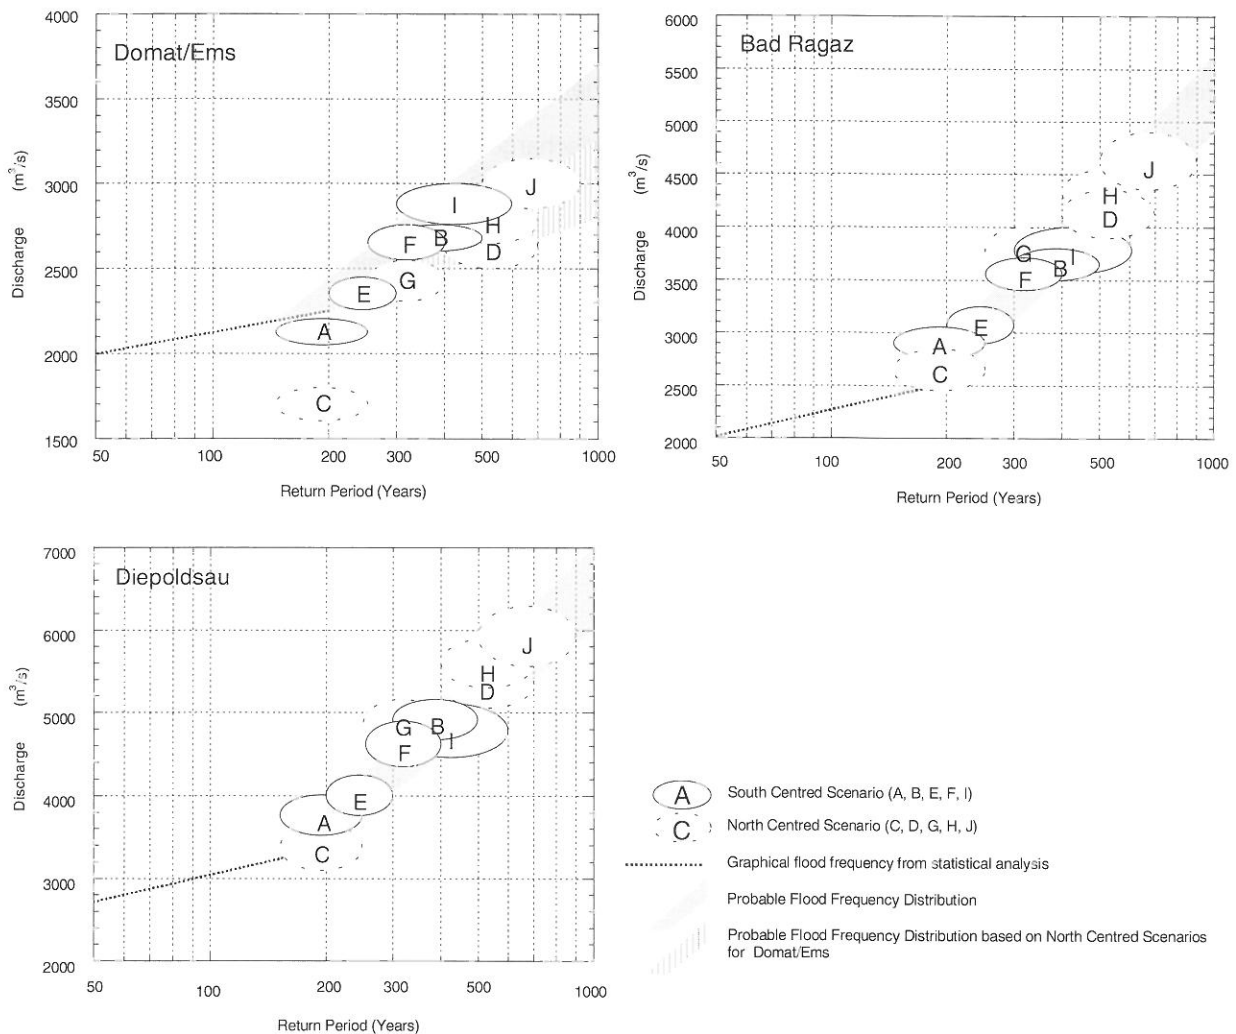 Domat/Ems
4000
3500
3000
2500
2000
1500
Discharge (m³/s)
50 100 200 300 500 1000
Return Period (Years)
A
B
C
D
E
F
G
H
I
J
Bad Ragaz
6000
5500
5000
4500
4000
3500
3000
2500
2000
Discharge (m³/s)
50 100 200 300 500 1000
Return Period (Years)
A
B
C
D
E
F
G
H
I
J
Diepoldsau
7000
6000
5000
4000
3000
2000
Discharge (m³/s)
50 100 200 300 500 1000
Return Period (Years)
A
B
C
D
E
F
G
H
I
J
A South Centred Scenario (A, B, E, F, I)
C North Centred Scenario (C, D, G, H, J)
Graphical flood frequency from statistical analysis
Probable Flood Frequency Distribution
Probable Flood Frequency Distribution based on North Centred Scenarios
for Domat/Ems